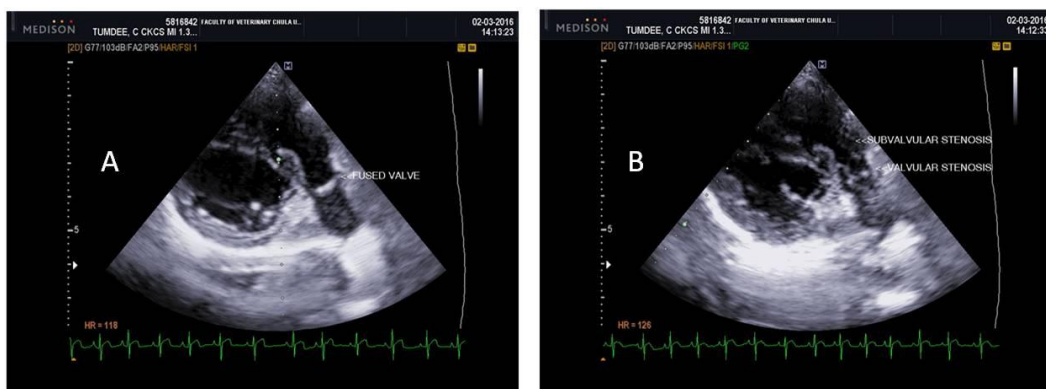 MEDISON
5816842 FACULTY OF VETERINARY CHULA U...
TUMDEE, C CKCS MI 1.3...
02-03-2016
14:13:23
[2D] G77/103dB/FA2/P95/HAR/FSI 1
A
<<FUSED VALVE
5
HR = 118
MEDISON
5816842 FACULTY OF VETERINARY CHULA U...
TUMDEE, C CKCS MI 1.3...
02-03-2016
14:12:33
[2D] G77/103dB/FA2/P95/HAR/FSI 1/PG2
B
<<SUBVALVULAR STENOSIS
<<VALVULAR STENOSIS
5
HR = 126